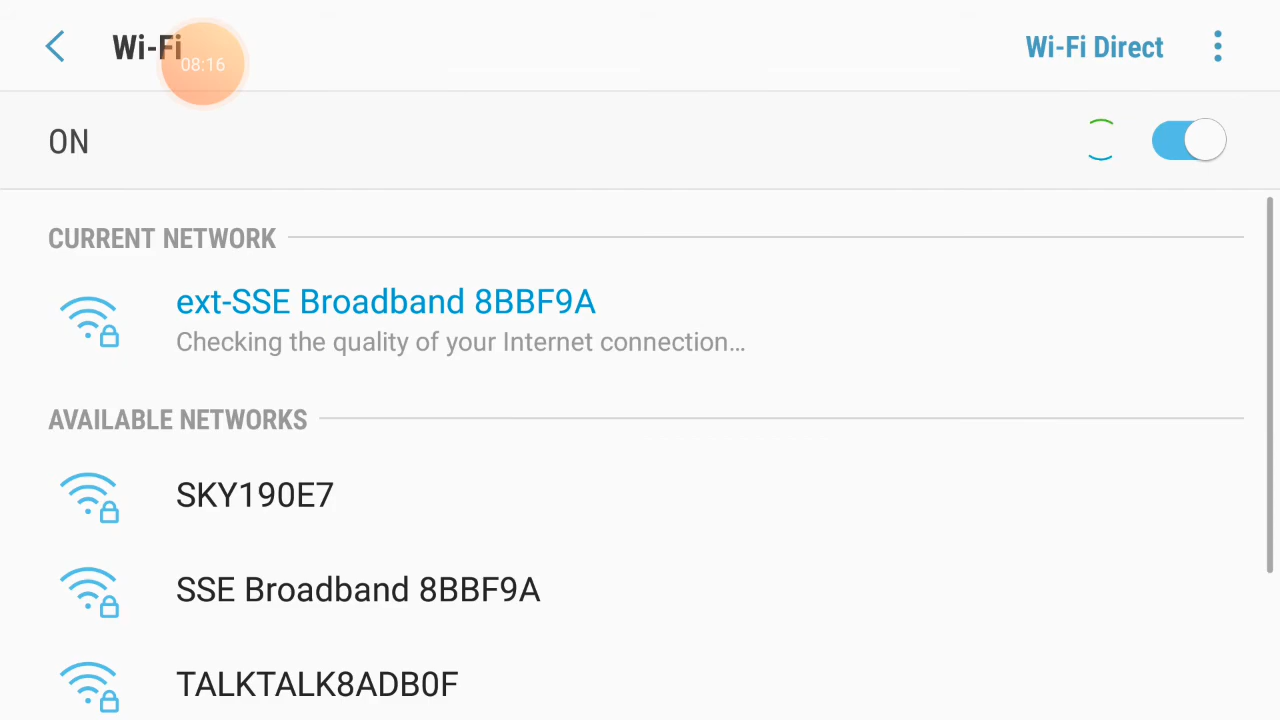 Wi-Fi
08:16
Wi-Fi Direct
ON
CURRENT NETWORK
ext-SSE Broadband 8BBF9A
Checking the quality of your Internet connection...
AVAILABLE NETWORKS
SKY190E7
SSE Broadband 8BBF9A
TALKTALK8ADB0F